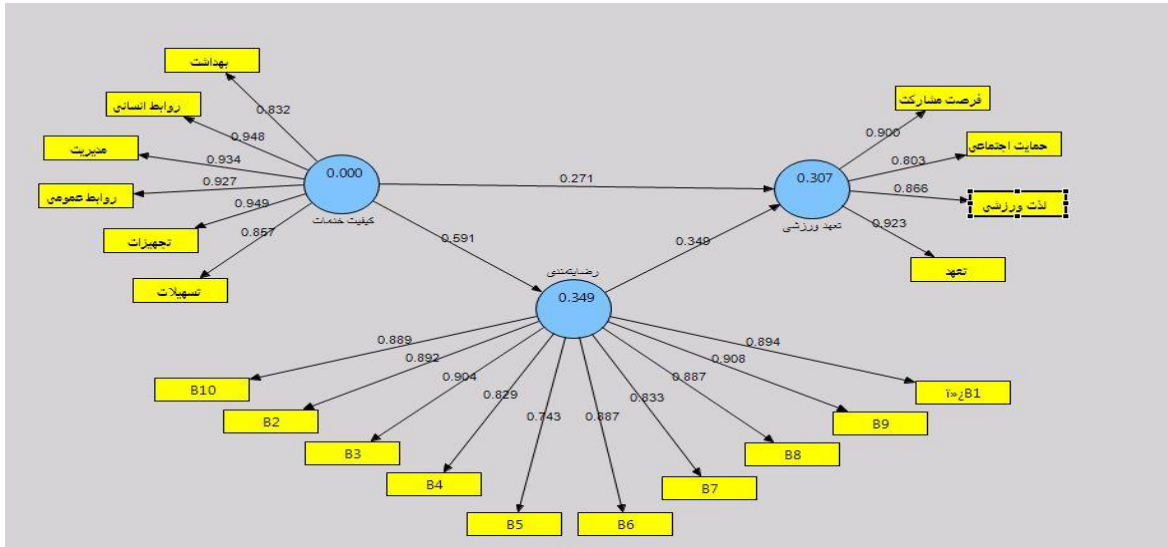 بهداشت
0.832
روابط انسانی
0.948
مدیریت
0.934
روابط عمومی
0.927
تجهیزات
0.949
تسهیلات
0.857
0.000
کیفیت خدمات
0.271
0.591
0.307
تعهد ورزشی
0.349
فرصت مشارکت
0.900
حمایت اجتماعی
0.803
لذت ورزشی
0.866
تعهد
0.923
رضایتمندی
0.349
0.889
B10
0.892
B2
0.904
B3
0.829
B4
0.743
B5
0.887
B6
0.833
B7
0.887
B8
0.908
B9
0.894
ï»¿B1